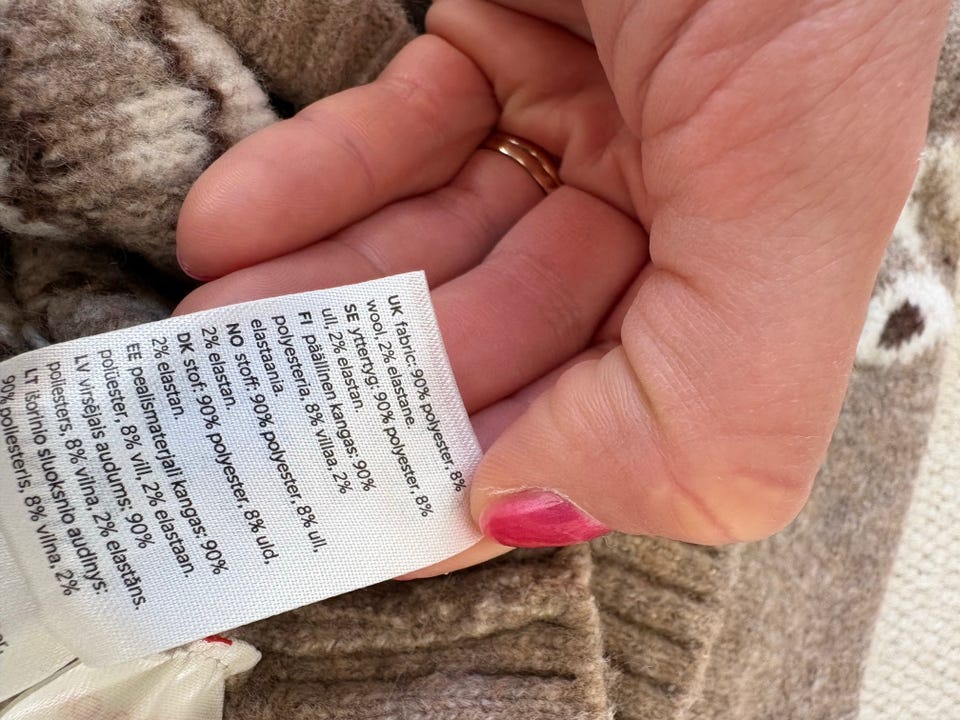 UK fabric: 90% polyester, 8%
wool, 2% elastane.
SE yttertyg: 90% polyester, 8%
ull, 2% elastan.
FI päällinen kangas: 90%
polyesteria, 8% villaa, 2%
elastaania.
NO stoff: 90% polyester, 8% ull,
2% elastan.
DK stof: 90% polyester, 8% uld,
2% elastan.
EE pealismaterjali kangas: 90%
polüester, 8% vill, 2% elastaan.
LV virsējais audums: 90%
poliesters, 8% vilna, 2% elastāns.
LT išorinio sluoksnio audinys:
90% poliesteris, 8% vilna, 2%